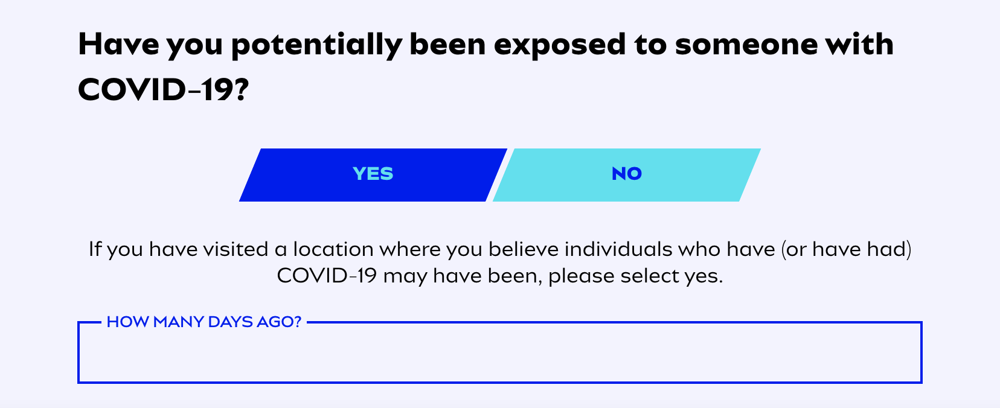 Have you potentially been exposed to someone with
COVID-19?
YES
NO
If you have visited a location where you believe individuals who have (or have had)
COVID-19 may have been, please select yes.
HOW MANY DAYS AGO?